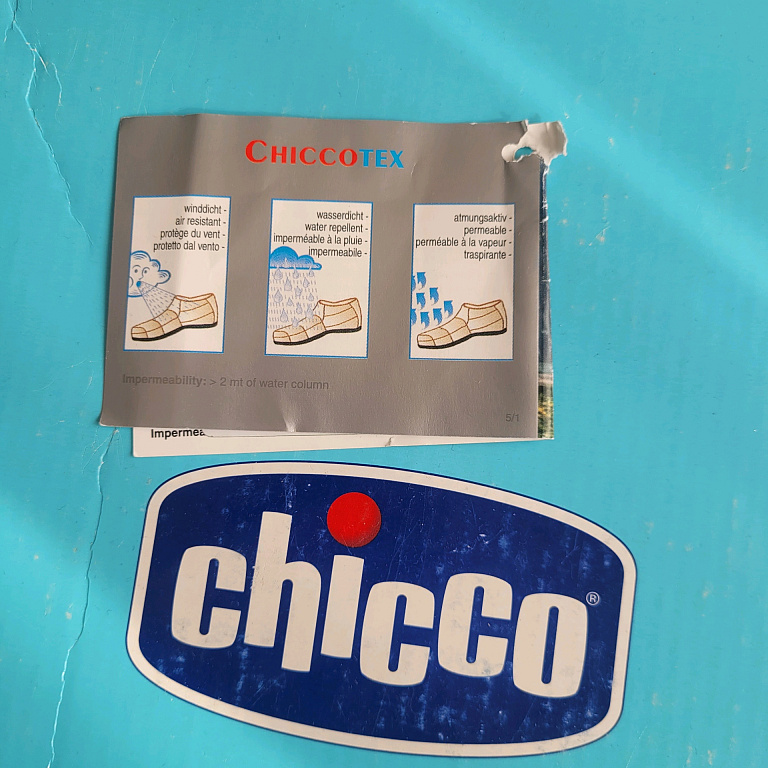 CHICCOTEX
winddicht -
air resistant -
protège du vent -
protetto dal vento -
wasserdicht -
water repellent -
imperméable à la pluie -
impermeabile -
atmungsaktiv -
permeable -
perméable à la vapeur -
traspirante -
Impermeability: > 2 mt of water column
5/1
Impermea
chicco®